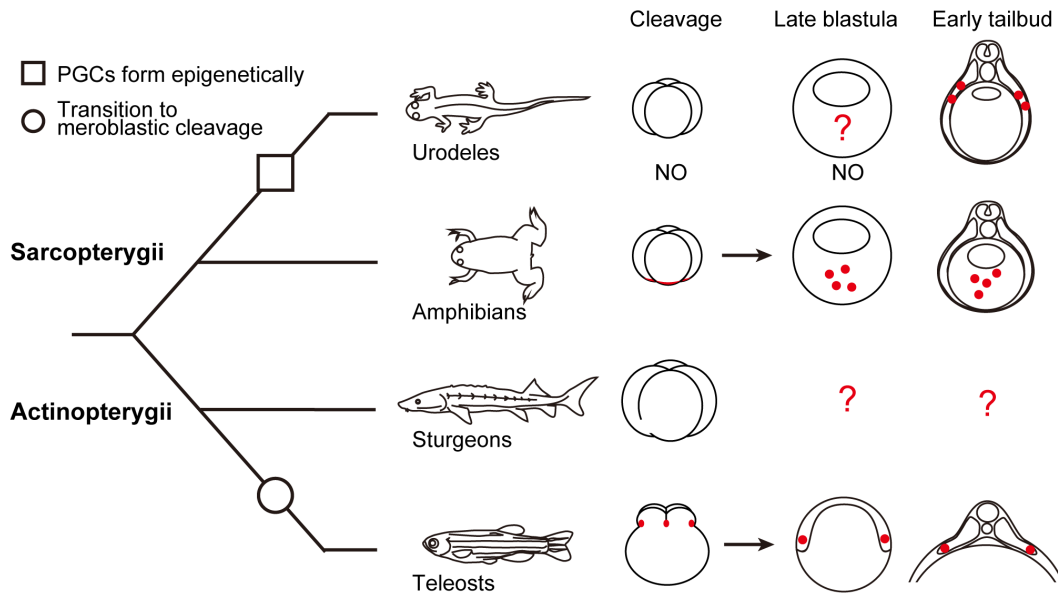 Cleavage
Late blastula
Early tailbud
PGCs form epigenetically
Transition to
meroblastic cleavage
Urodeles
?
NO
NO
Sarcopterygii
Amphibians
Actinopterygii
?
?
Sturgeons
Teleosts